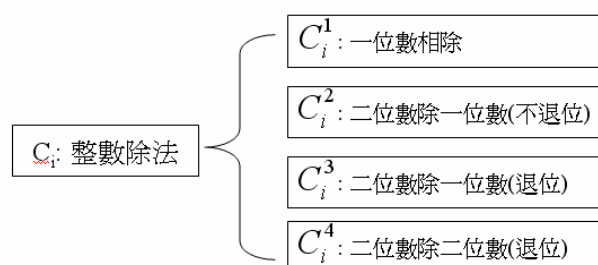 C_i^1 : 一位數相除
C_i^2 : 二位數除一位數(不退位)
C_i: 整數除法
C_i^3 : 二位數除一位數(退位)
C_i^4 : 二位數除二位數(退位)